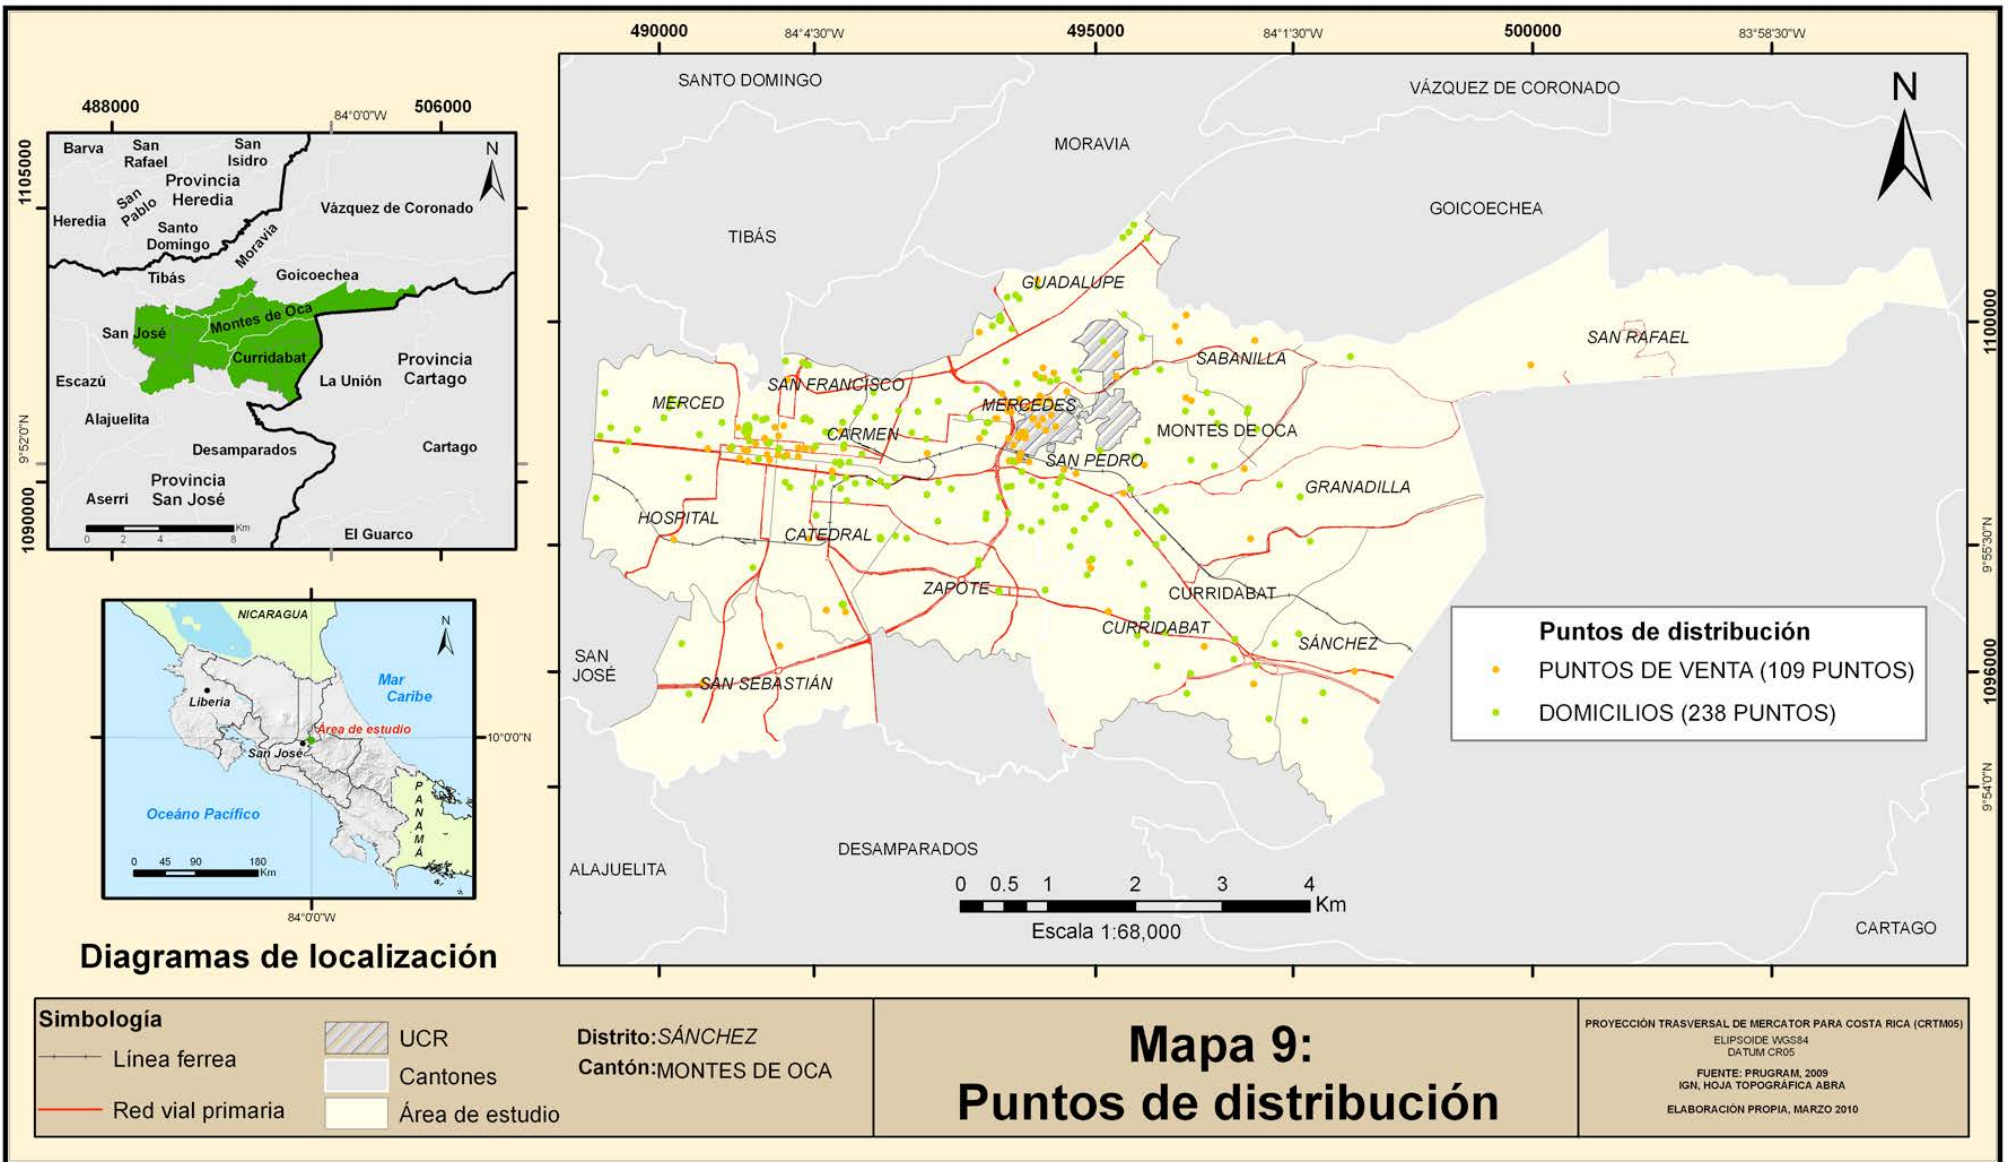 490000
84°4'30"W
495000
84°1'30"W
500000
83°58'30"W
SANTO DOMINGO
VÁZQUEZ DE CORONADO
MORAVIA
N
GOICOECHEA
TIBÁS
GUADALUPE
SAN RAFAEL
SABANILLA
SAN FRANCISCO
MERCED
MERCEDES
CARMEN
MONTES DE OCA
SAN PEDRO
GRANADILLA
HOSPITAL
CATEDRAL
ZAPOTE
CURRIDABAT
CURRIDABAT
SÁNCHEZ
SAN
JOSÉ
SAN SEBASTIÁN
DESAMPARADOS
ALAJUELITA
CARTAGO
1100000
9°55'30"N
1096000
9°54'0"N
Puntos de distribución
PUNTOS DE VENTA (109 PUNTOS)
DOMICILIOS (238 PUNTOS)
0 0.5 1 2 3 4
Km
Escala 1:68,000
488000
84°0'0"W
506000
1105000
9°52'0"N
1090000
Barva
San
Rafael
San
Isidro
N
Provincia
Heredia
San
Pablo
Heredia
Vázquez de Coronado
Santo
Domingo
Moravia
Tibás
Goicoechea
Montes de Oca
San José
Curridabat
Provincia
Cartago
Escazú
La Unión
Alajuelita
Desamparados
Cartago
Provincia
San José
Aserrí
El Guarco
0 2 4 8
Km
NICARAGUA
N
Mar
Caribe
Liberia
Área de estudio
San José
10°0'0"N
Oceáno Pacífico
PANAMÁ
0 45 90 180
Km
84°0'0"W
Diagramas de localización
Simbología
Línea ferrea
Red vial primaria
UCR
Cantones
Área de estudio
Distrito:SÁNCHEZ
Cantón:MONTES DE OCA
Mapa 9:
Puntos de distribución
PROYECCIÓN TRASVERSAL DE MERCATOR PARA COSTA RICA (CRTM05)
ELIPSOIDE WGS84
DATUM CR05
FUENTE: PRUGRAM, 2009
IGN, HOJA TOPOGRÁFICA ABRA
ELABORACIÓN PROPIA, MARZO 2010